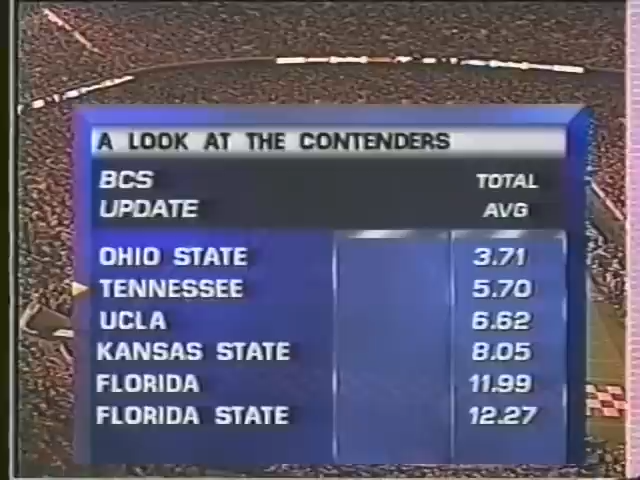 A LOOK AT THE CONTENDERS
BCS TOTAL
UPDATE AVG
OHIO STATE 3.71
TENNESSEE 5.70
UCLA 6.62
KANSAS STATE 8.05
FLORIDA 11.99
FLORIDA STATE 12.27